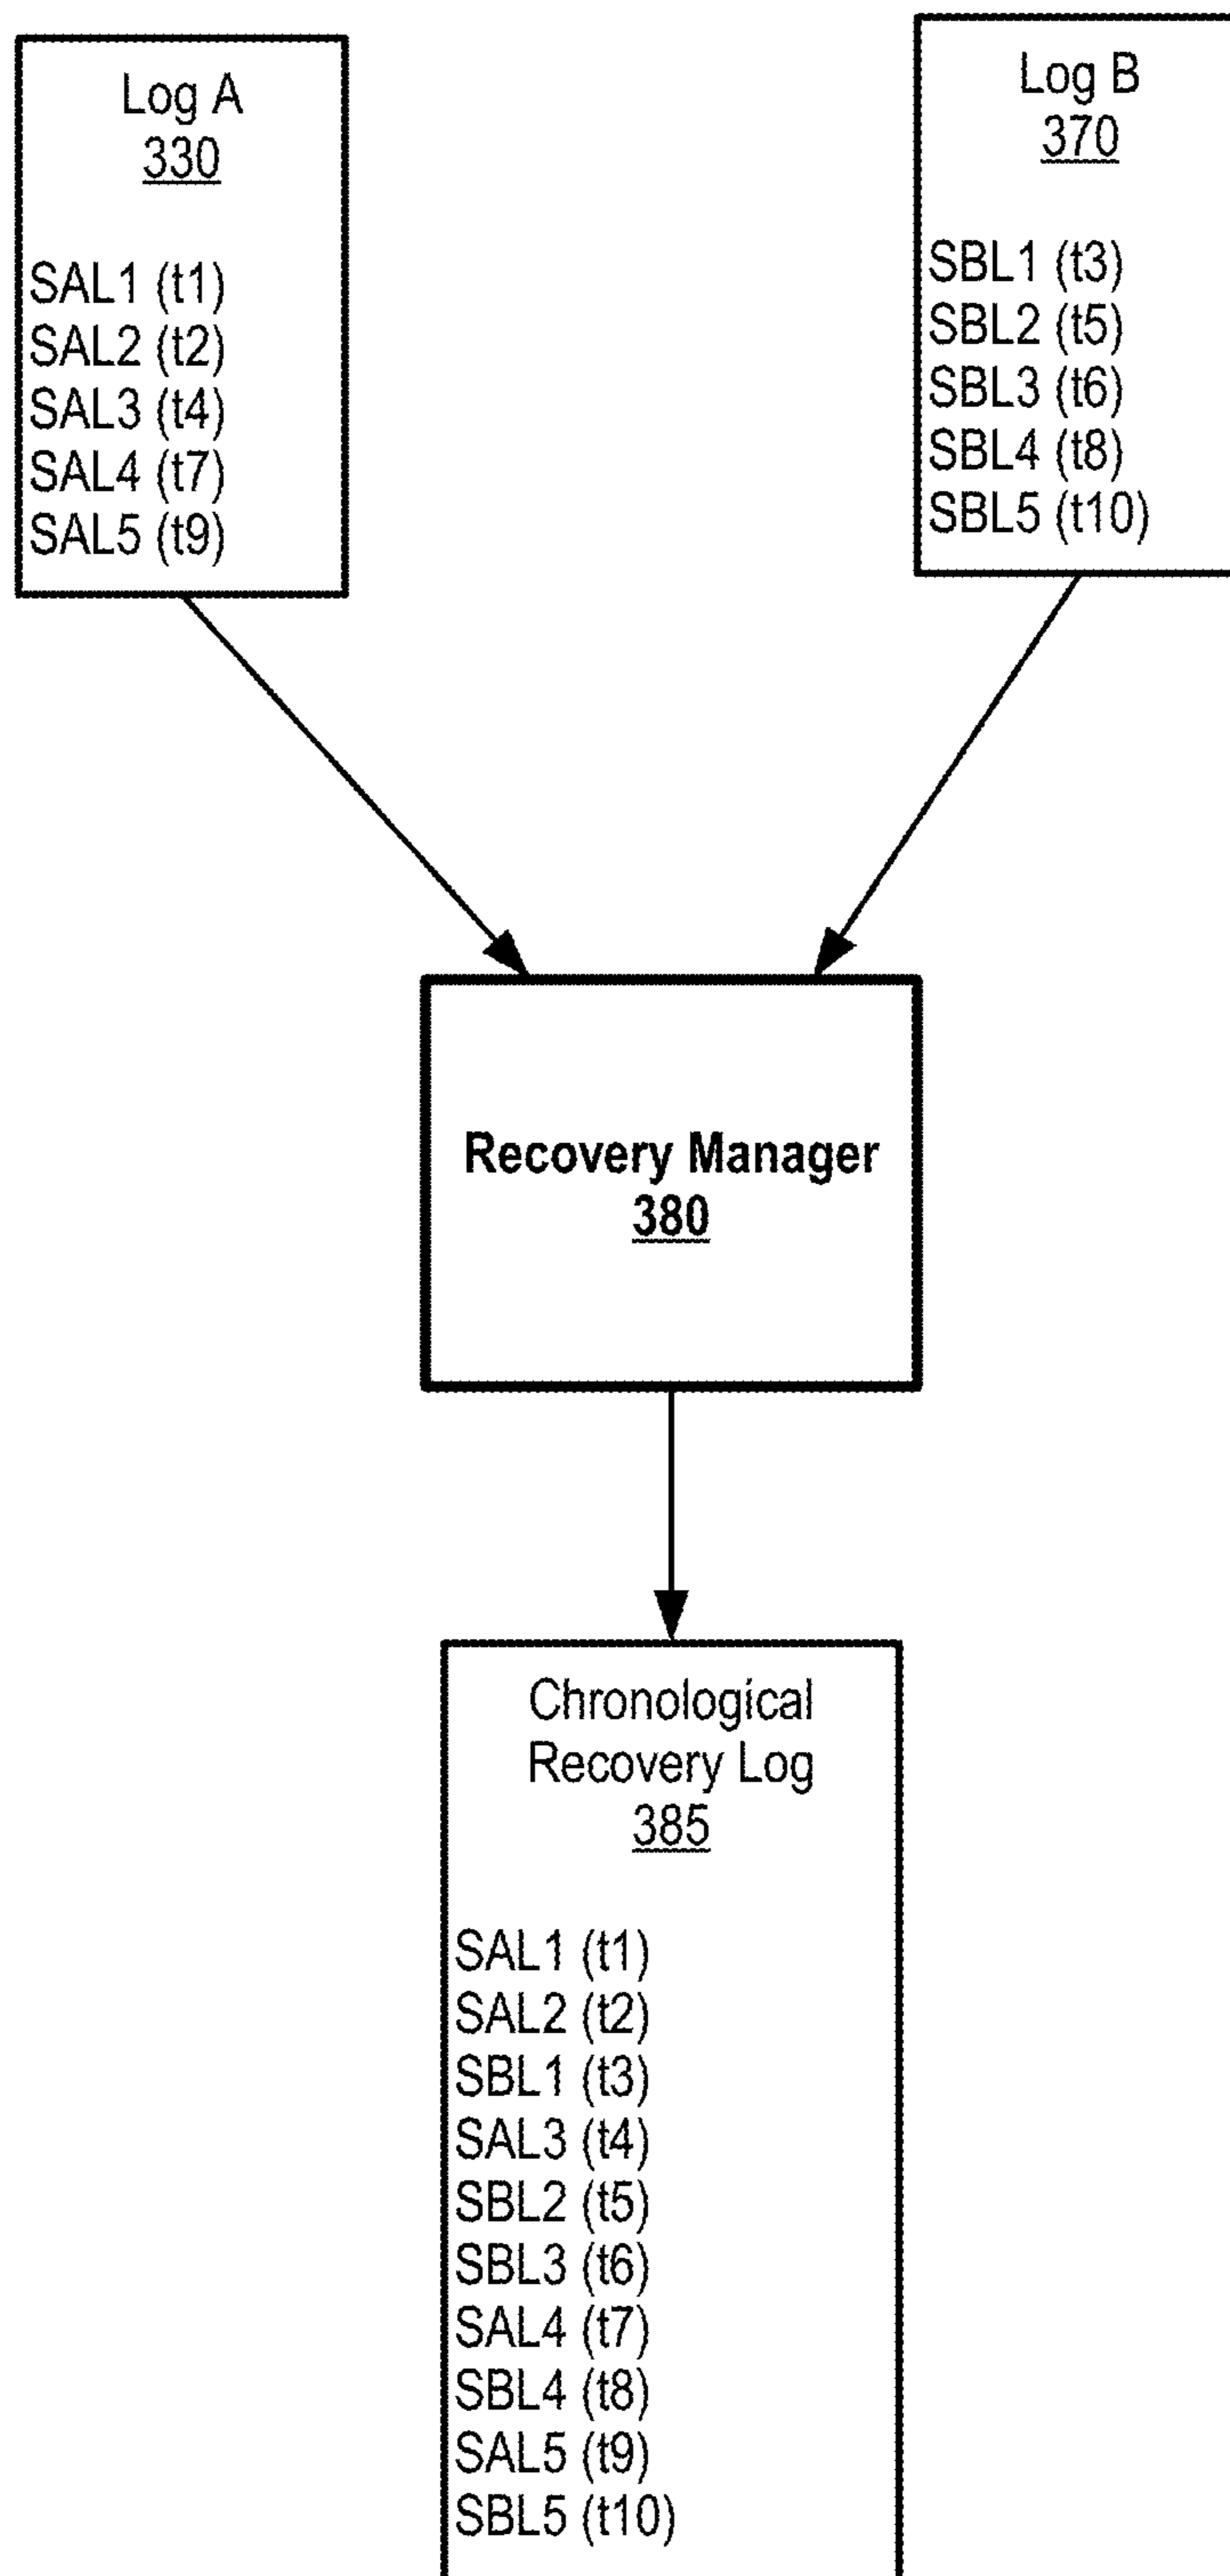 Log A
330
SAL1 (t1)
SAL2 (t2)
SAL3 (t4)
SAL4 (t7)
SAL5 (t9)
Log B
370
SBL1 (t3)
SBL2 (t5)
SBL3 (t6)
SBL4 (t8)
SBL5 (t10)
Recovery Manager
380
Chronological
Recovery Log
385
SAL1 (t1)
SAL2 (t2)
SBL1 (t3)
SAL3 (t4)
SBL2 (t5)
SBL3 (t6)
SAL4 (t7)
SBL4 (t8)
SAL5 (t9)
SBL5 (t10)